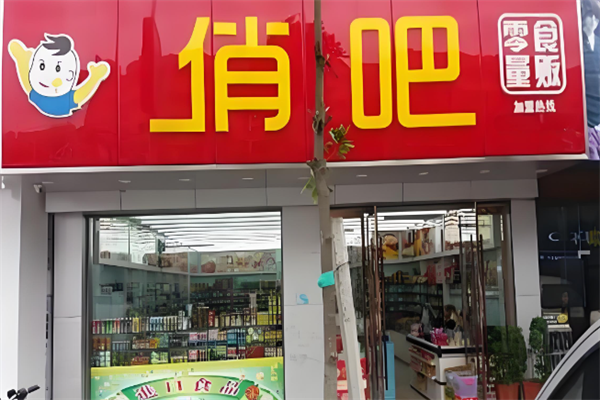 俏吧
零食
量贩
加盟热线
进口食品